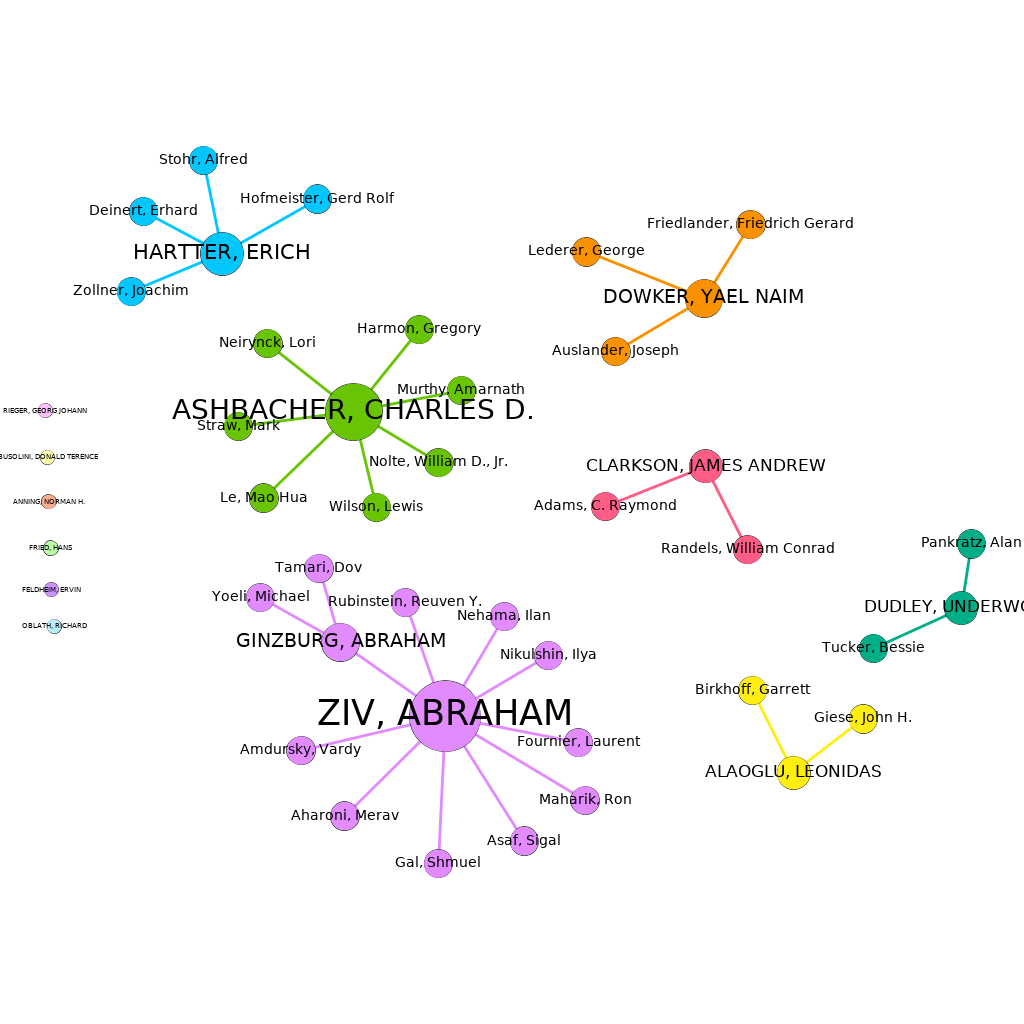 Stohr, Alfred
Hofmeister, Gerd Rolf
Deinert, Erhard
HARTTER, ERICH
Zollner, Joachim
Friedlander, Friedrich Gerard
Lederer, George
DOWKER, YAEL NAIM
Auslander, Joseph
Harmon, Gregory
Neirynck, Lori
Murthy, Amarnath
ASHBACHER, CHARLES D.
Straw, Mark
Nolte, William D., Jr.
Le, Mao Hua
Wilson, Lewis
RIEGER, GEORG JOHANN
BUSOLINI, DONALD TERENCE
ANNING, NORMAN H.
FRIED, HANS
FELDHEIM, ERVIN
OBLATH, RICHARD
CLARKSON, JAMES ANDREW
Adams, C. Raymond
Randels, William Conrad
Pankratz, Alan
DUDLEY, UNDERWO
Tucker, Bessie
Tamari, Dov
Yoeli, Michael
Rubinstein, Reuven Y.
Nehama, Ilan
GINZBURG, ABRAHAM
Nikulshin, Ilya
ZIV, ABRAHAM
Fournier, Laurent
Amdursky, Vardy
Maharik, Ron
Aharoni, Merav
Asaf, Sigal
Gal, Shmuel
Birkhoff, Garrett
Giese, John H.
ALAOGLU, LEONIDAS